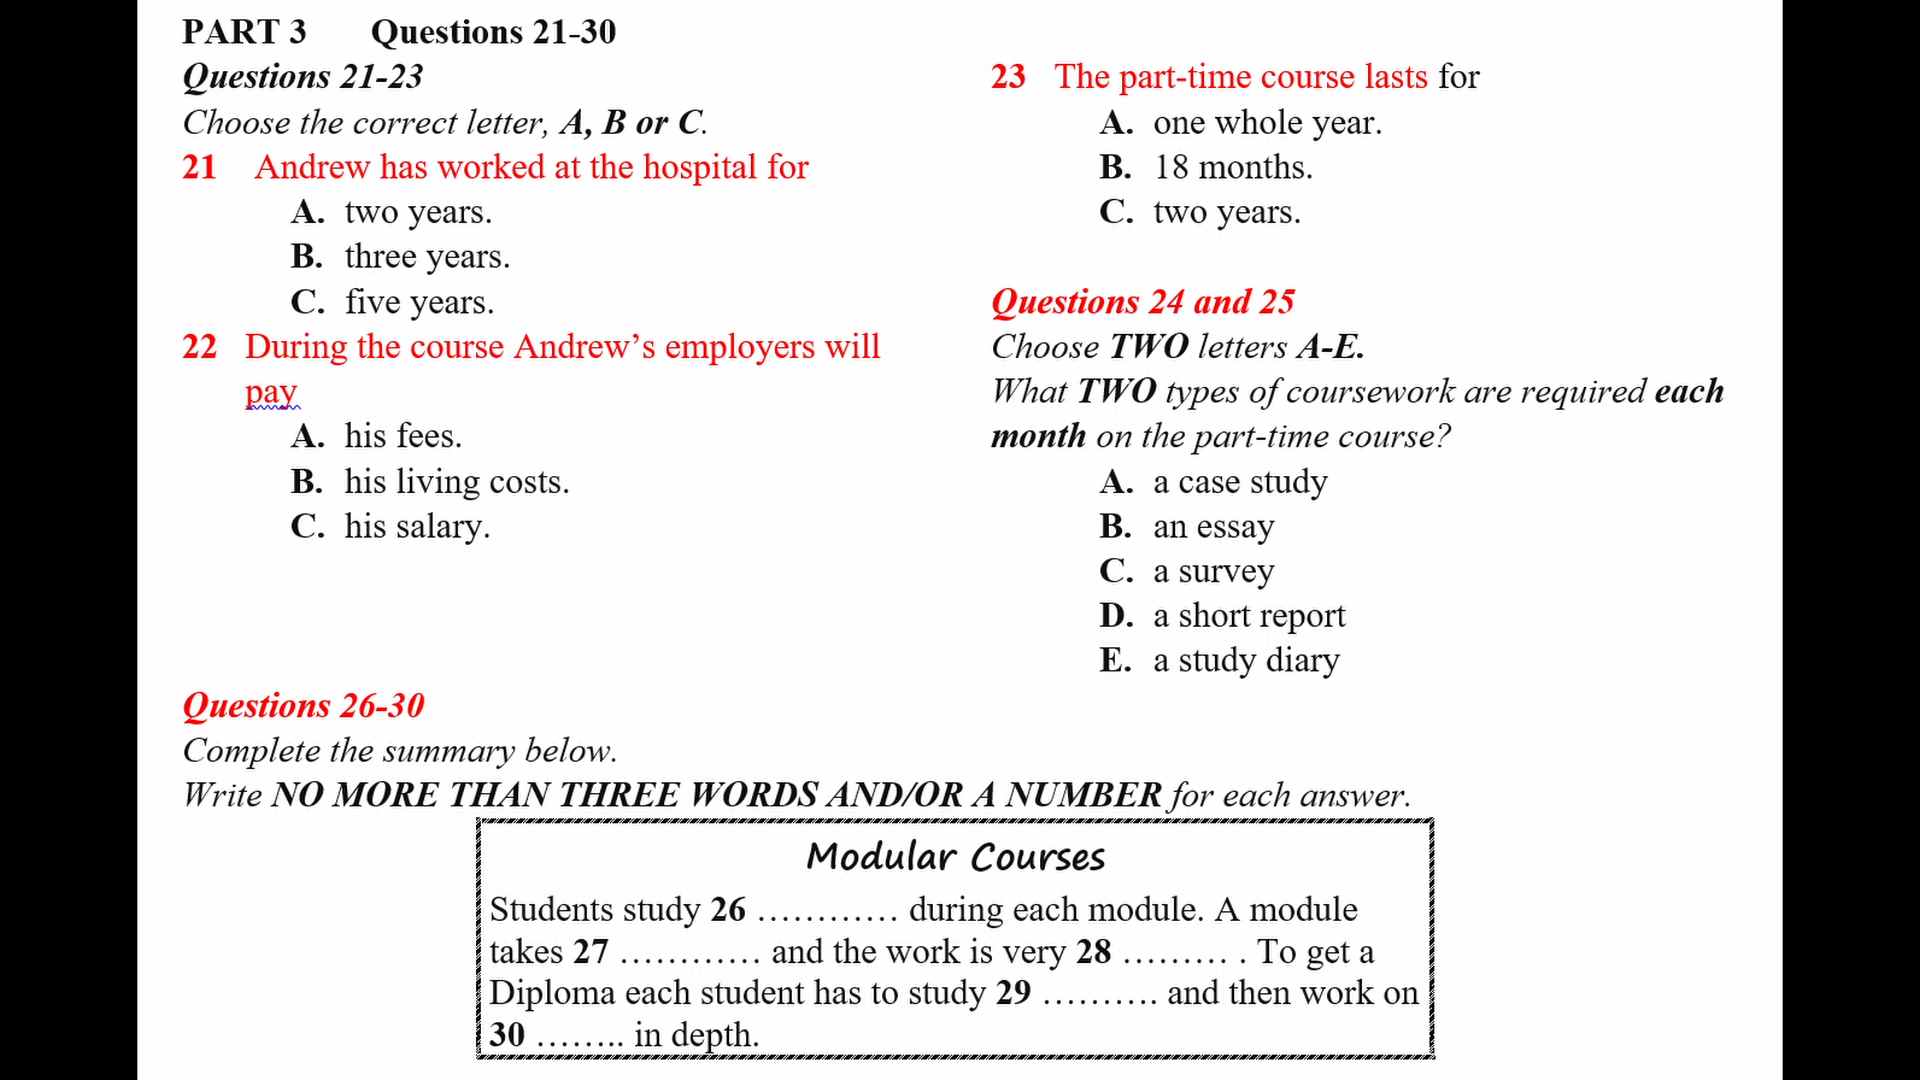 PART 3 Questions 21-30
Questions 21-23
Choose the correct letter, A, B or C.
21 Andrew has worked at the hospital for
A. two years.
B. three years.
C. five years.
22 During the course Andrew’s employers will
pay
A. his fees.
B. his living costs.
C. his salary.
23 The part-time course lasts for
A. one whole year.
B. 18 months.
C. two years.
Questions 24 and 25
Choose TWO letters A-E.
What TWO types of coursework are required each
month on the part-time course?
A. a case study
B. an essay
C. a survey
D. a short report
E. a study diary
Questions 26-30
Complete the summary below.
Write NO MORE THAN THREE WORDS AND/OR A NUMBER for each answer.
Modular Courses
Students study 26 ………… during each module. A module
takes 27 ………… and the work is very 28 ……… . To get a
Diploma each student has to study 29 ………. and then work on
30 …….. in depth.